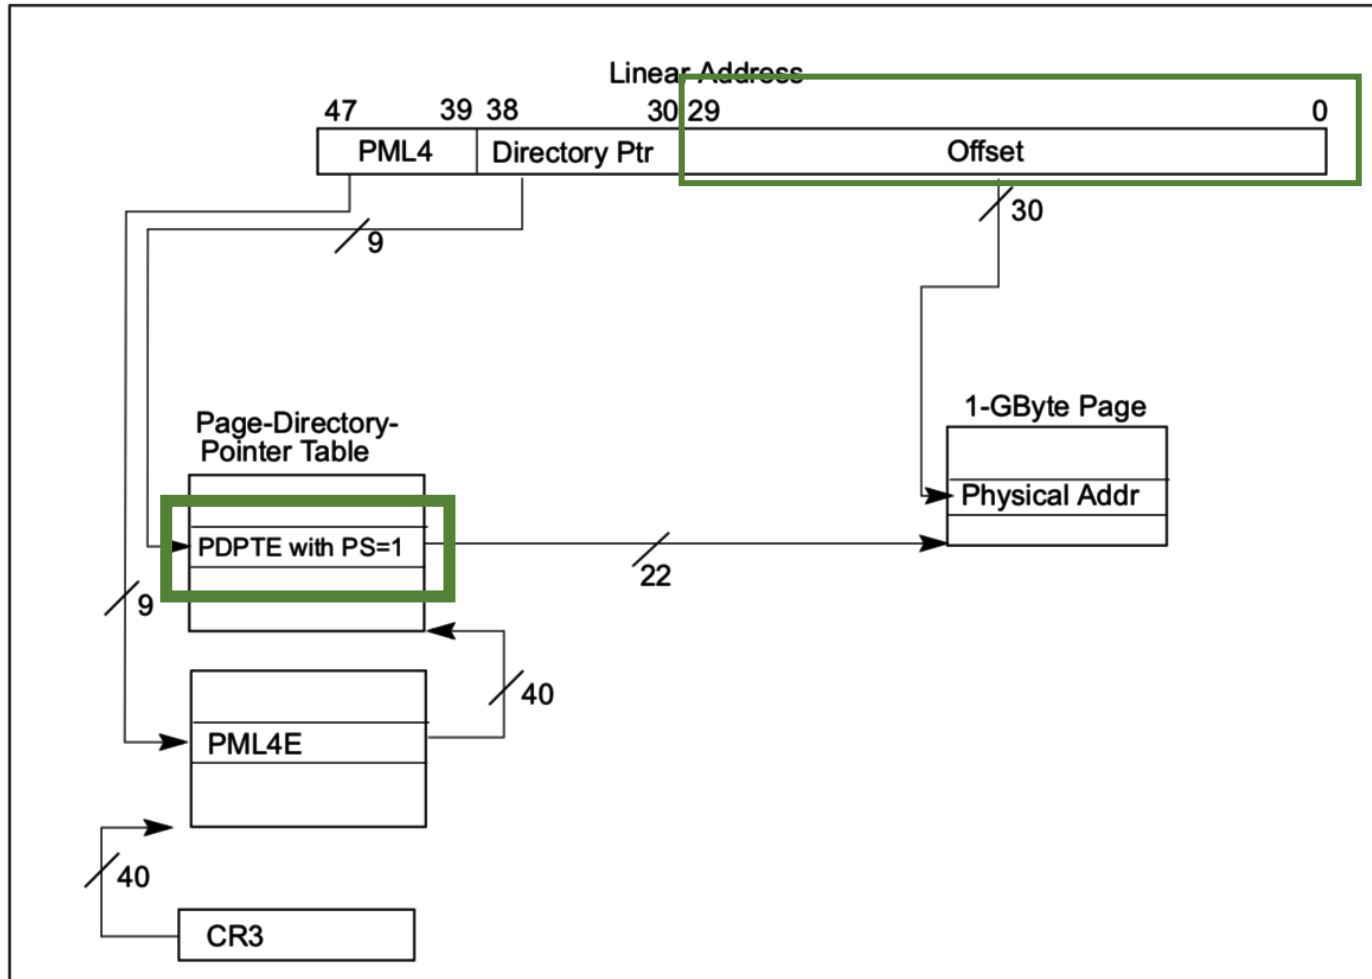 Linear Address
47 39 38 30 29 0
PML4 Directory Ptr Offset
9
30
Page-Directory-
Pointer Table
1-GByte Page
Physical Addr
PDPTE with PS=1
22
9
40
PML4E
40
CR3